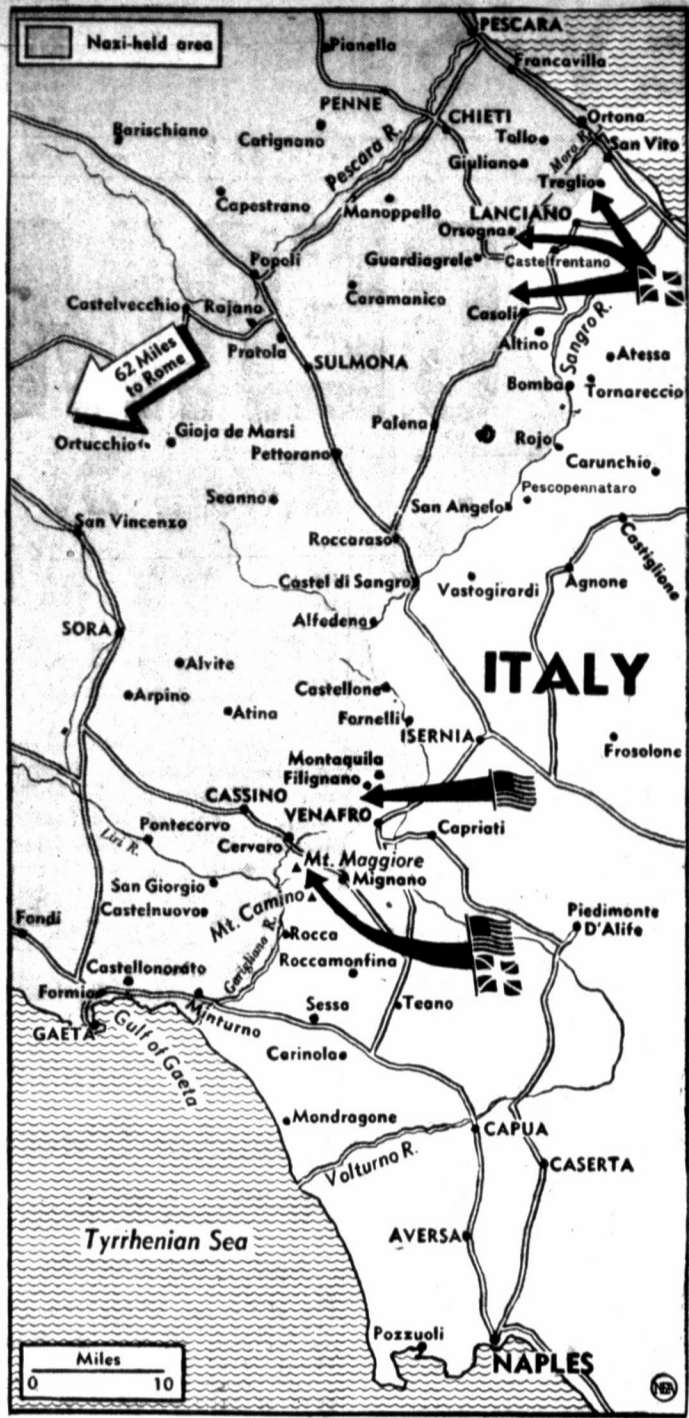 Nazi-held area
PESCARA
Pianella
Francavilla
PENNE
CHIETI
Ortona
Barischiano
Catignano
Tollo
San Vito
Pescara R.
Giuliano
Moro R.
Treglio
Capestrano
Manoppello
LANCIANO
Orsogna
Popoli
Guardiagrele
Castelfrentano
Castelvecchio
Rajano
Caramanico
Casoli
Sangro R.
62 Miles
to Rome
Pratola
Altino
Atessa
SULMONA
Bomba
Tornareccio
Ortucchio
Gioja de Marsi
Palena
Rojo
Pettorano
Carunchio
Seanno
Pescopennataro
San Angelo
San Vincenzo
Roccaraso
Castiglione
Castel di Sangro
Vastogirardi
Agnone
Alfedena
SORA
ITALY
Alvite
Castellone
Arpino
Atina
Fornelli
ISERNIA
Frosolone
Montaquila
Filignano
CASSINO
VENAFRO
Pontecorvo
Liri R.
Cervaro
Capriati
Mt. Maggiore
San Giorgio
Mignano
Castelnuovo
Mt. Camino
Fondi
Rocca
Piedimonte
D'Alife
Garigliano R.
Castellonorato
Roccamonfina
Formia
Minturno
Sessa
Teano
GAETA
Gulf of Gaeta
Carinola
Mondragone
CAPUA
Volturno R.
CASERTA
Tyrrhenian Sea
AVERSA
Pozzuoli
NAPLES
Miles
0 10
NEA